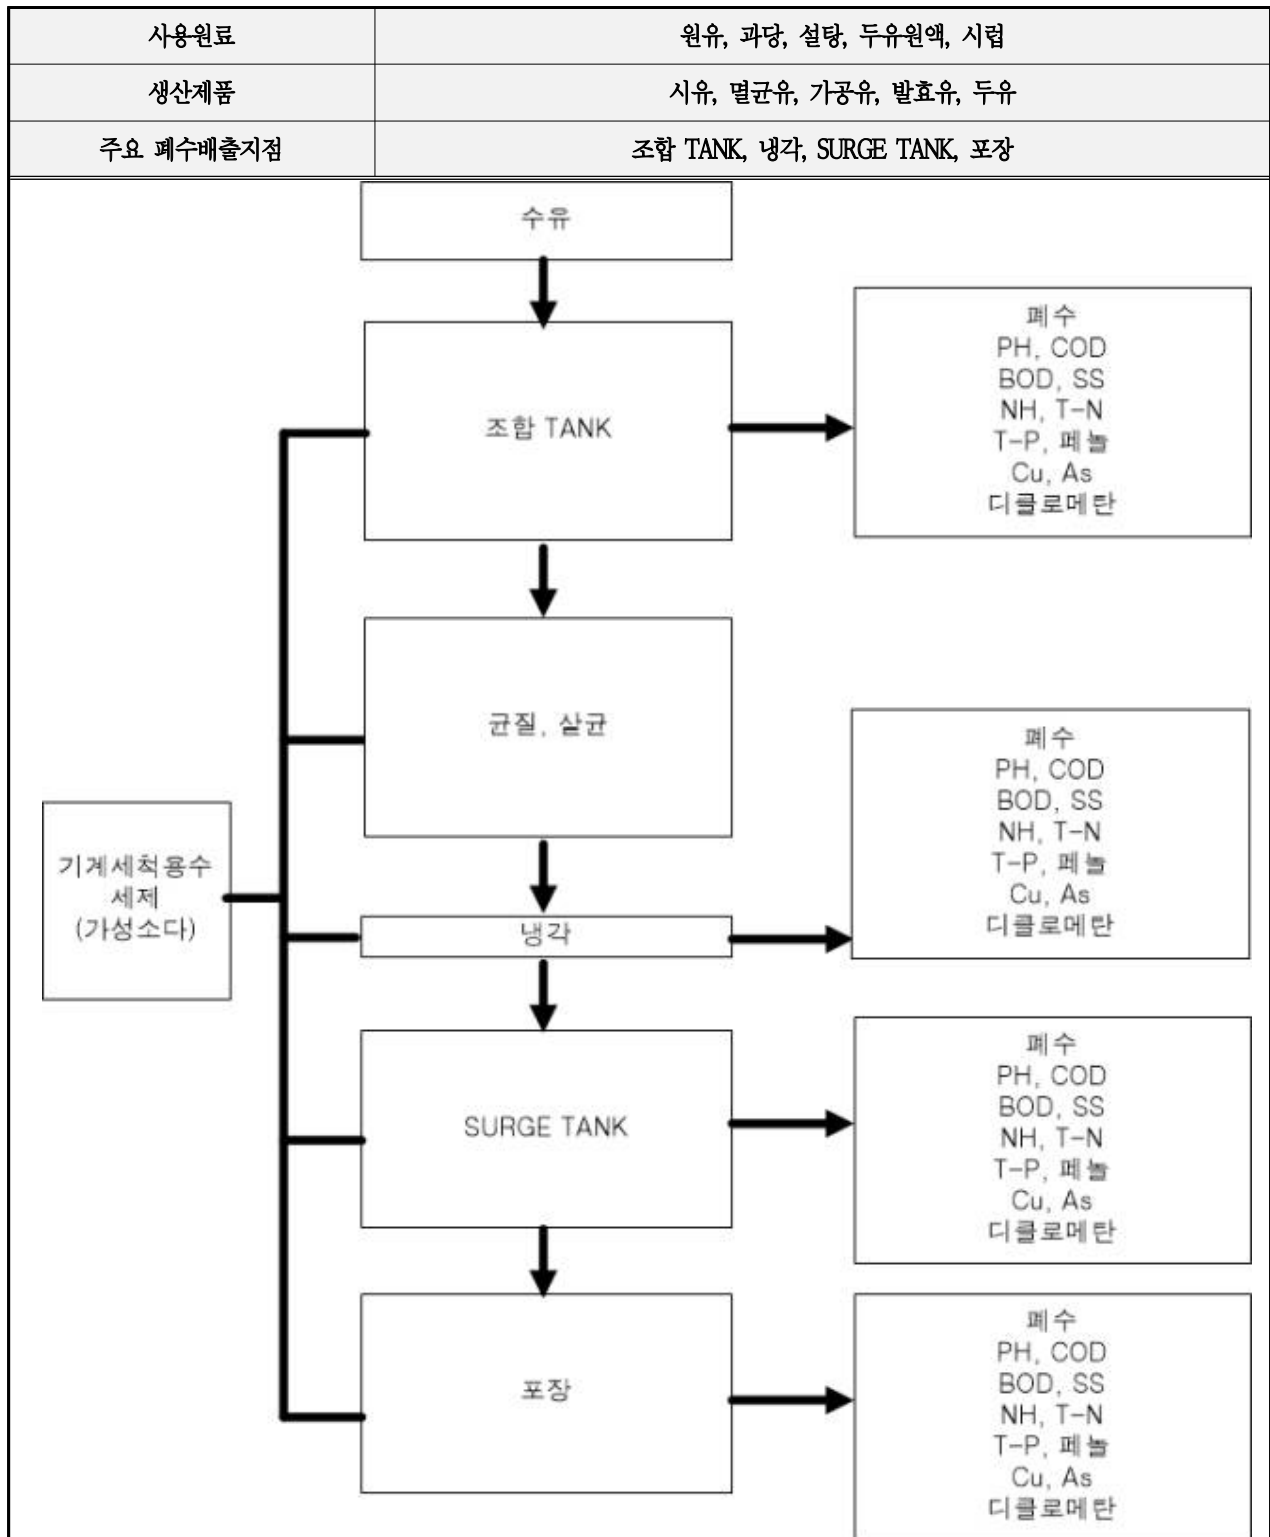 사용원료 원유, 과당, 설탕, 두유원액, 시럽
생산제품 시유, 멸균유, 가공유, 발효유, 두유
주요 폐수배출지점 조합 TANK, 냉각, SURGE TANK, 포장
수유
조합 TANK
폐수
PH, COD
BOD, SS
NH, T-N
T-P, 페놀
Cu, As
디클로메탄
균질, 살균
기계세척용수
세제
(가성소다)
냉각
폐수
PH, COD
BOD, SS
NH, T-N
T-P, 페놀
Cu, As
디클로메탄
SURGE TANK
폐수
PH, COD
BOD, SS
NH, T-N
T-P, 페놀
Cu, As
디클로메탄
포장
폐수
PH, COD
BOD, SS
NH, T-N
T-P, 페놀
Cu, As
디클로메탄